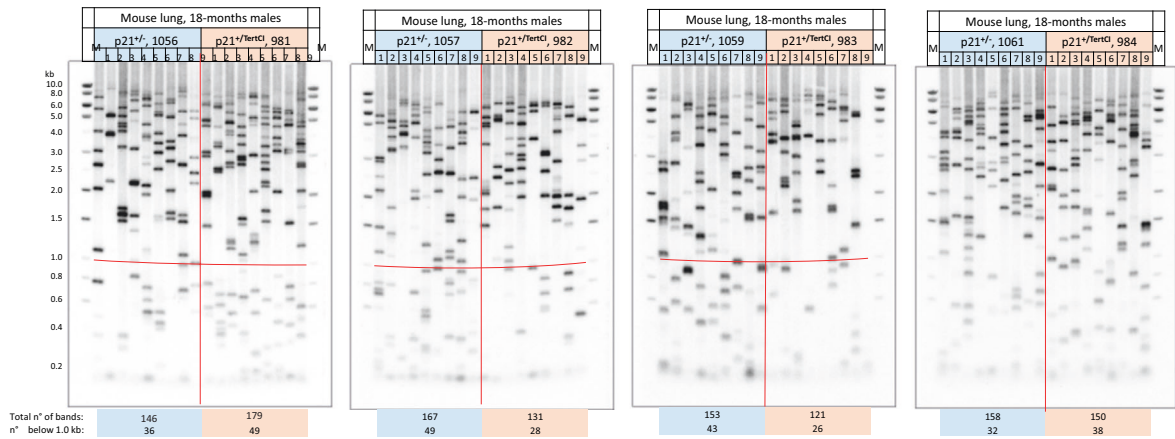 Mouse lung, 18-months males
p21+/-, 1056 p21+/TertCI, 981
M 1 2 3 4 5 6 7 8 9 1 2 3 4 5 6 7 8 9 M
Mouse lung, 18-months males
p21+/-, 1057 p21+/TertCI, 982
M 1 2 3 4 5 6 7 8 9 1 2 3 4 5 6 7 8 9 M
Mouse lung, 18-months males
p21+/-, 1059 p21+/TertCI, 983
M 1 2 3 4 5 6 7 8 9 1 2 3 4 5 6 7 8 9 M
Mouse lung, 18-months males
p21+/-, 1061 p21+/TertCI, 984
M 1 2 3 4 5 6 7 8 9 1 2 3 4 5 6 7 8 9 M
kb
10.0
8.0
6.0
5.0
4.0
3.0
2.5
2.0
1.5
1.0
0.8
0.6
0.4
0.2
Total n° of bands: 146 179 167 131 153 121 158 150
n° below 1.0 kb: 36 49 49 28 43 26 32 38